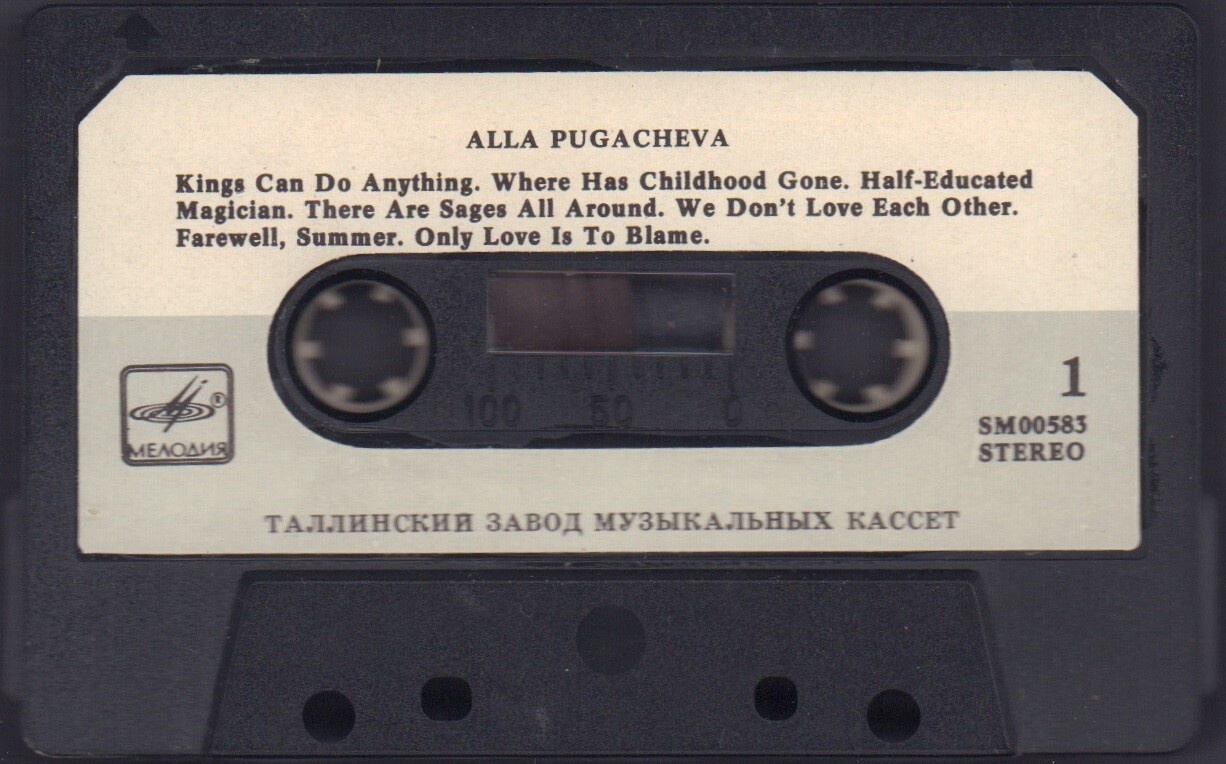 ALLA PUGACHEVA
Kings Can Do Anything. Where Has Childhood Gone. Half-Educated
Magician. There Are Sages All Around. We Don't Love Each Other.
Farewell, Summer. Only Love Is To Blame.
100 50 0
®
МЕЛОДИЯ
1
SM00583
STEREO
ТАЛЛИНСКИЙ ЗАВОД МУЗЫКАЛЬНЫХ КАССЕТ